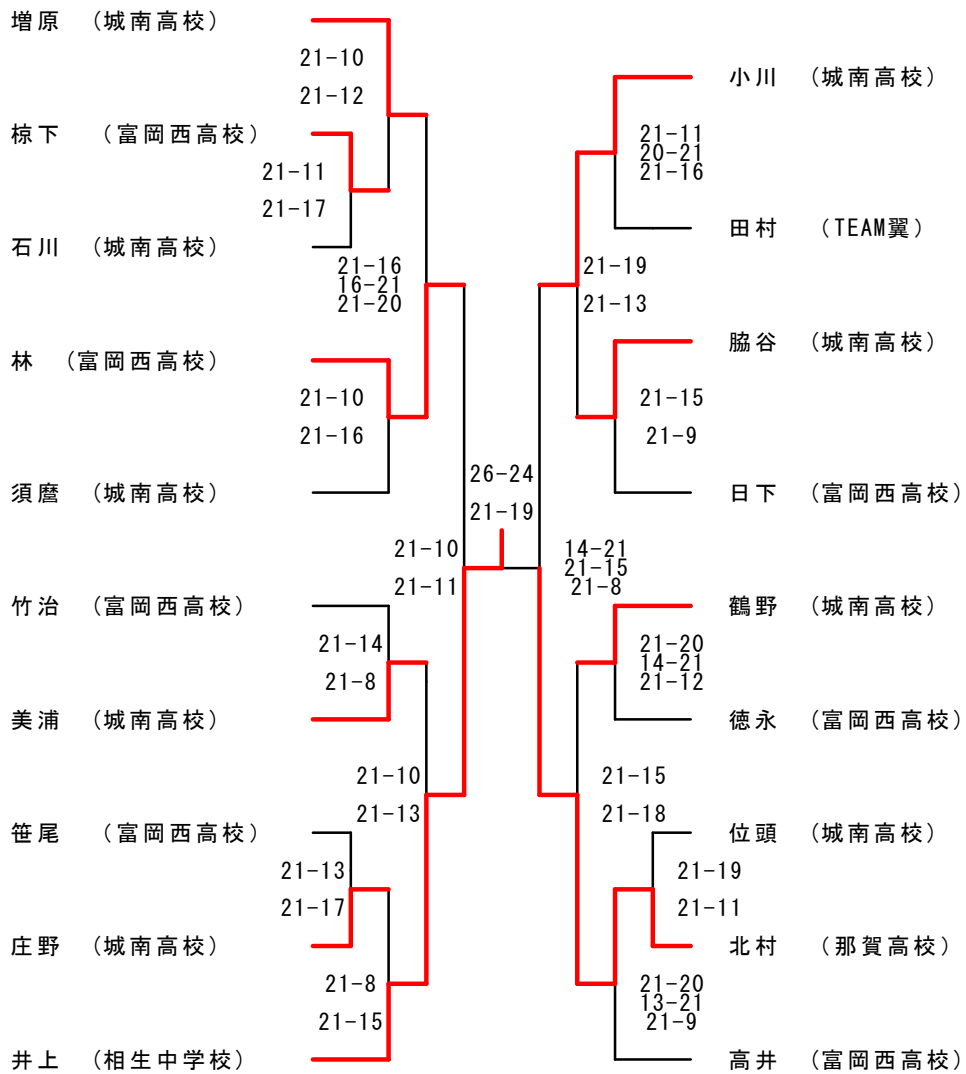 増原 (城南高校)
21-10
21-12
椋下 (富岡西高校)
21-11
21-17
石川 (城南高校)
21-16
16-21
21-20
林 (富岡西高校)
21-10
21-16
須麿 (城南高校)
21-10
21-11
竹治 (富岡西高校)
21-14
21-8
美浦 (城南高校)
21-10
21-13
笹尾 (富岡西高校)
21-13
21-17
庄野 (城南高校)
21-8
21-15
井上 (相生中学校)
26-24
21-19
小川 (城南高校)
21-11
20-21
21-16
田村 (TEAM翼)
21-19
21-13
脇谷 (城南高校)
21-15
21-9
日下 (富岡西高校)
14-21
21-15
21-8
鶴野 (城南高校)
21-20
14-21
21-12
徳永 (富岡西高校)
21-15
21-18
位頭 (城南高校)
21-19
21-11
北村 (那賀高校)
21-20
13-21
21-9
高井 (富岡西高校)